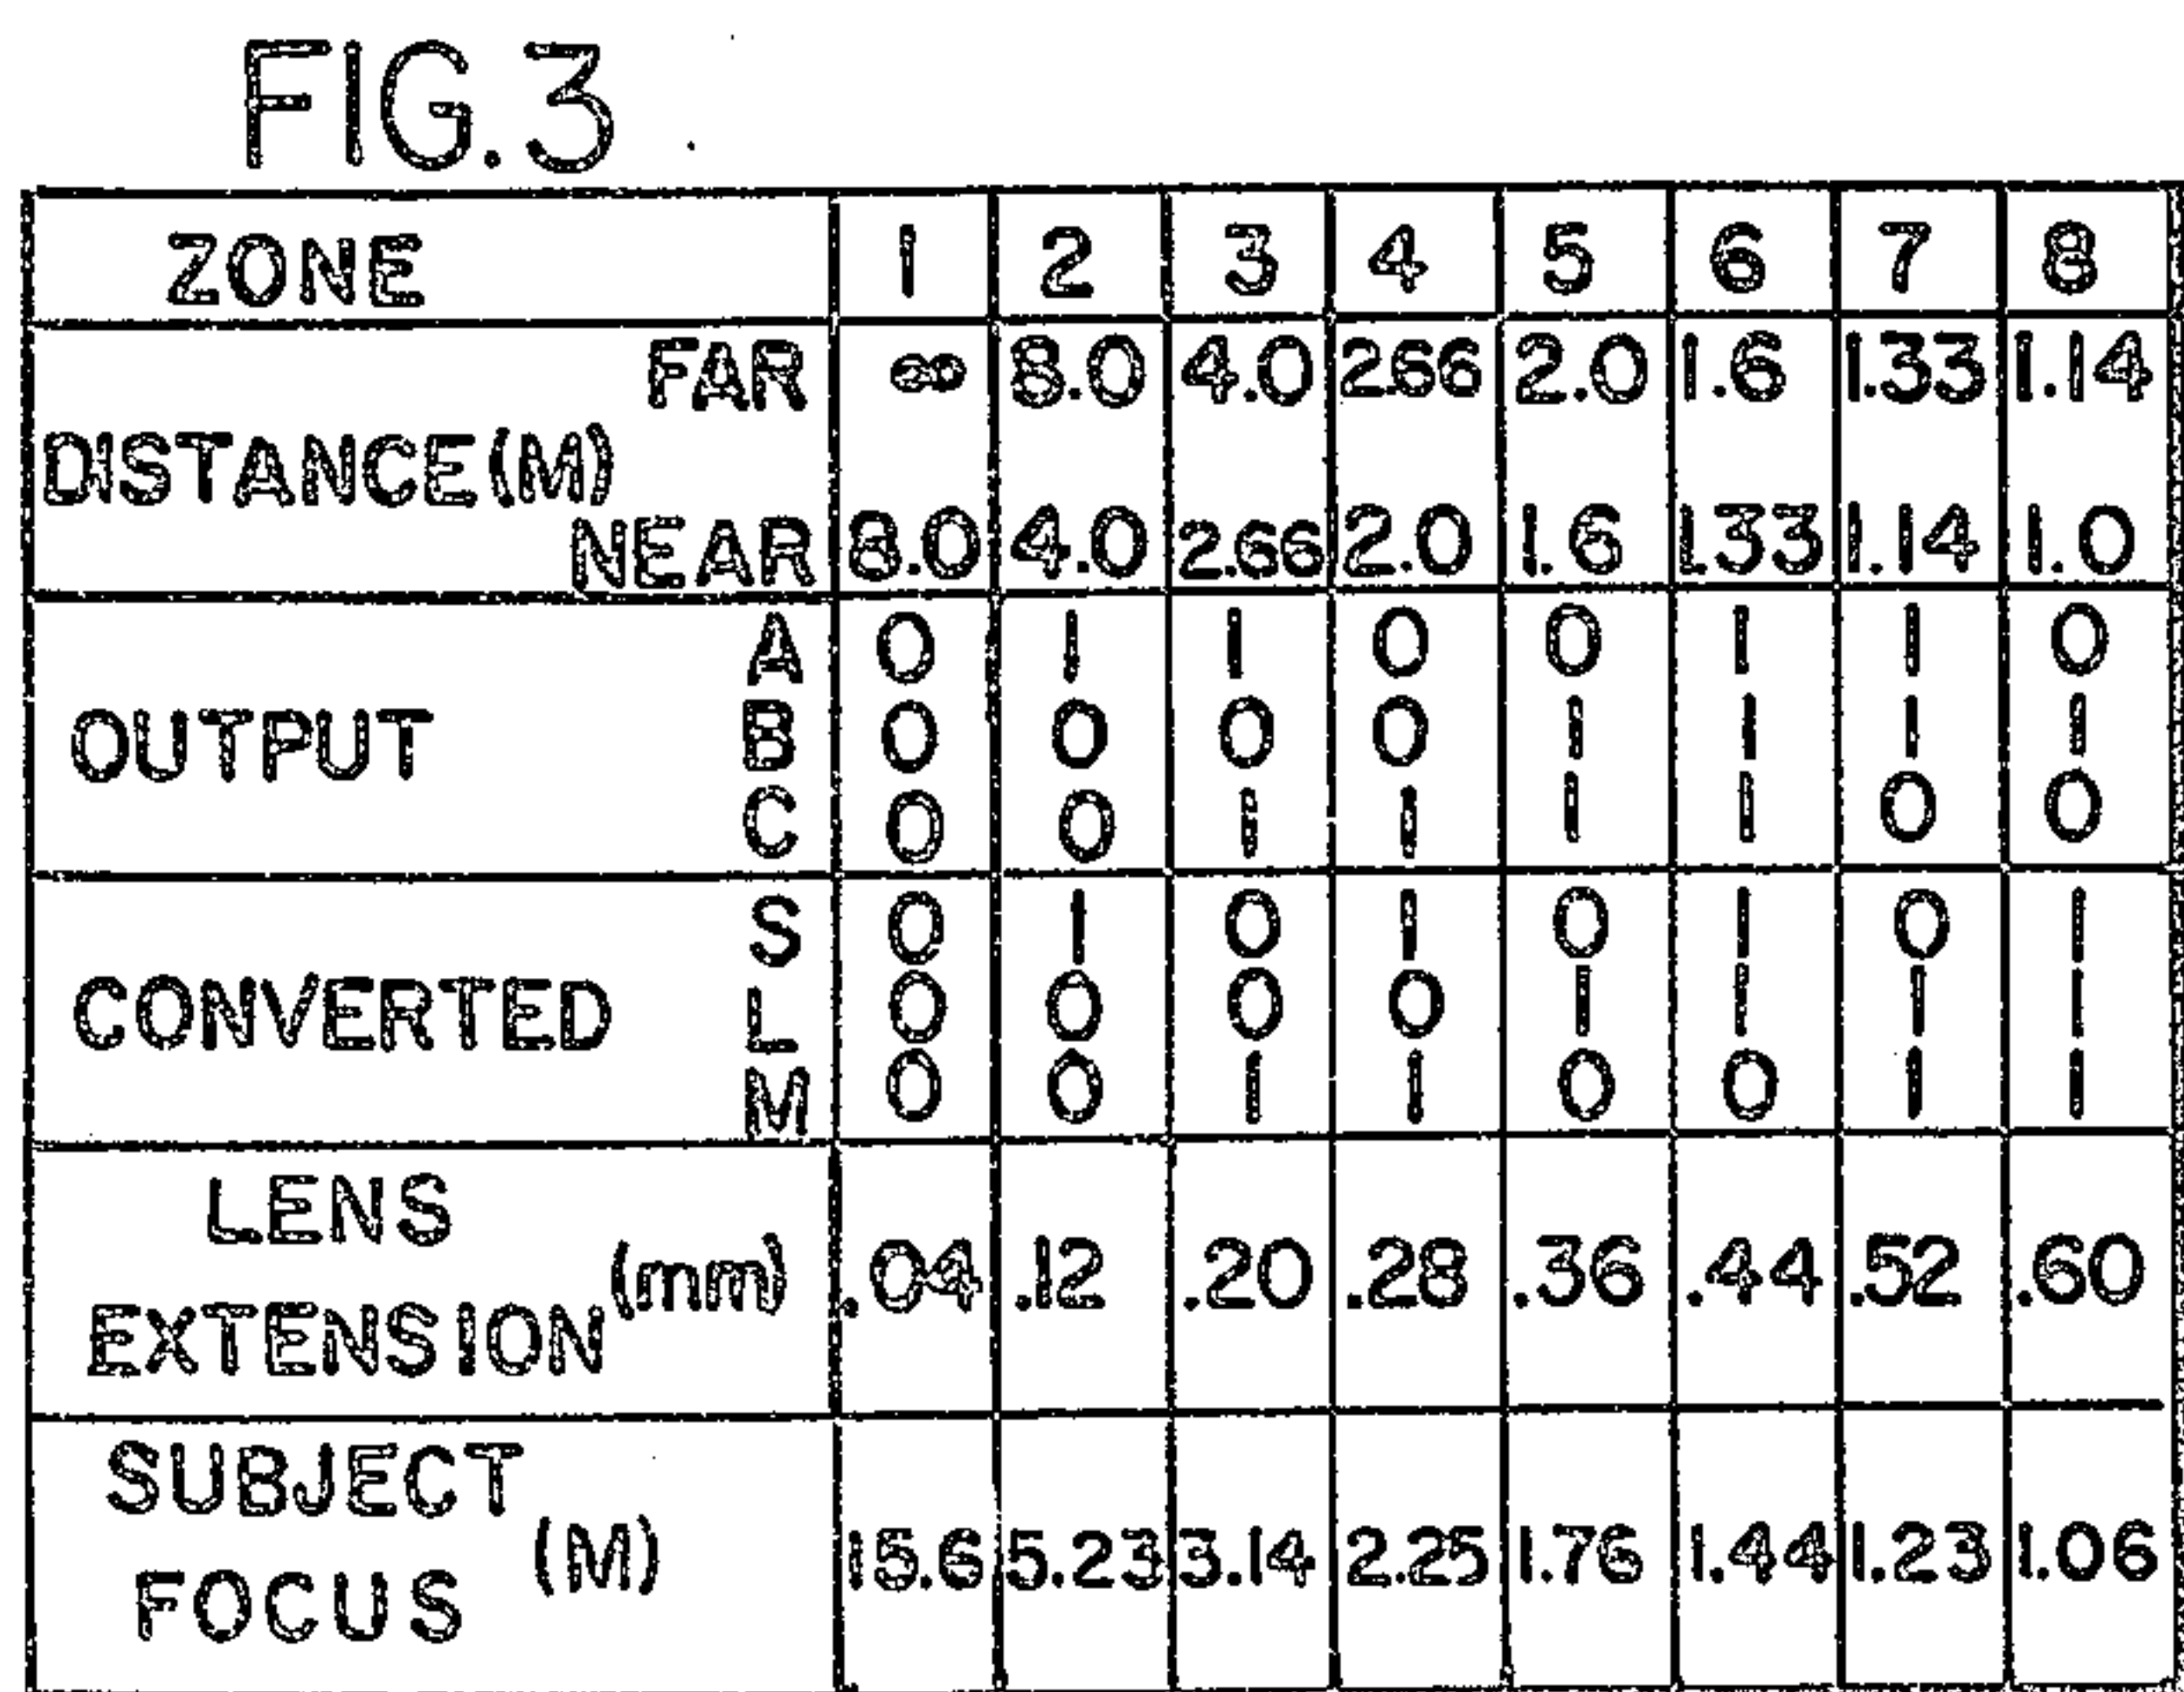 FIG.3
ZONE 1 2 3 4 5 6 7 8
FAR ∞ 8.0 4.0 2.66 2.0 1.6 1.33 1.14
DISTANCE(M)
NEAR 8.0 4.0 2.66 2.0 1.6 1.33 1.14 1.0
A 0 1 1 0 0 1 1 0
OUTPUT B 0 0 0 0 1 1 1 1
C 0 0 1 1 1 1 0 0
S 0 1 0 1 0 1 0 1
CONVERTED L 0 0 0 0 1 1 1 1
M 0 0 1 1 0 0 1 1
LENS
EXTENSION (mm) .04 .12 .20 .28 .36 .44 .52 .60
SUBJECT
FOCUS (M) 15.6 5.23 3.14 2.25 1.76 1.44 1.23 1.06